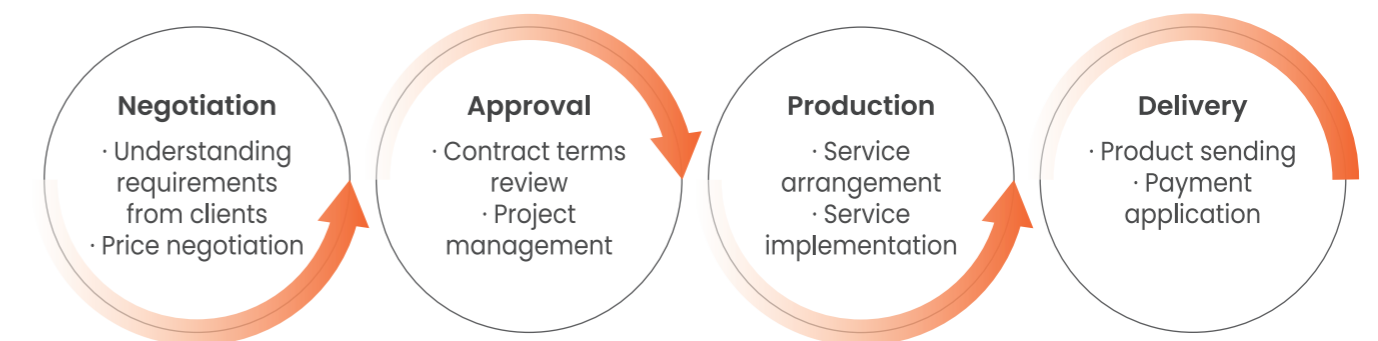 Negotiation
· Understanding
requirements
from clients
· Price negotiation
Approval
· Contract terms
review
· Project
management
Production
· Service
arrangement
· Service
implementation
Delivery
· Product sending
· Payment
application